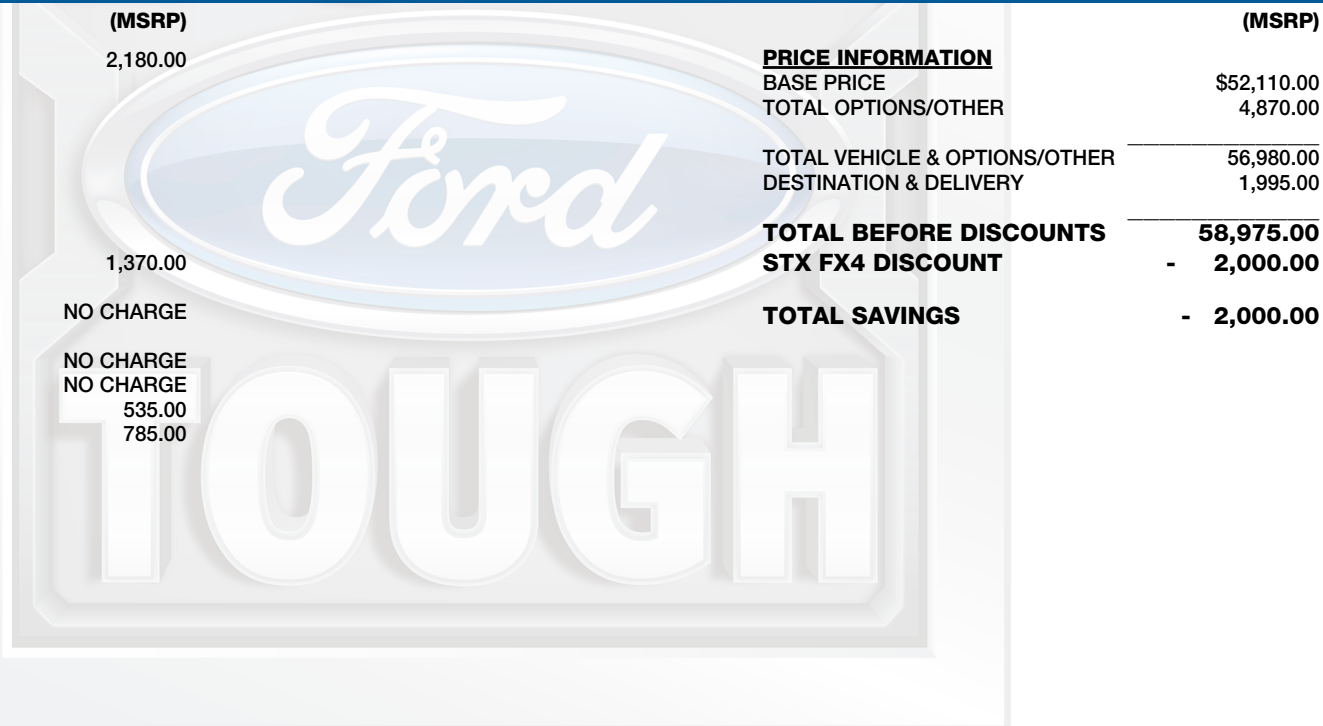 (MSRP)
2,180.00
1,370.00
NO CHARGE
NO CHARGE
NO CHARGE
535.00
785.00
(MSRP)
PRICE INFORMATION
BASE PRICE $52,110.00
TOTAL OPTIONS/OTHER 4,870.00
TOTAL VEHICLE & OPTIONS/OTHER 56,980.00
DESTINATION & DELIVERY 1,995.00
TOTAL BEFORE DISCOUNTS 58,975.00
STX FX4 DISCOUNT - 2,000.00
TOTAL SAVINGS - 2,000.00
Ford
TOUGH